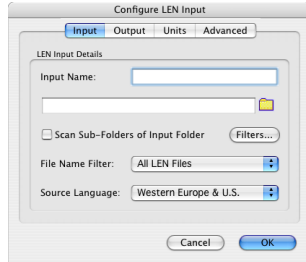 Configure LEN Input
Input Output Units Advanced
LEN Input Details
Input Name:
Scan Sub-Folders of Input Folder Filters...
File Name Filter: All LEN Files
Source Language: Western Europe & U.S.
Cancel OK